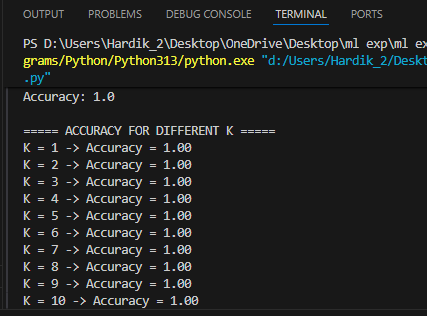 OUTPUT PROBLEMS DEBUG CONSOLE TERMINAL PORTS
PS D:\Users\Hardik_2\Desktop\OneDrive\Desktop\ml exp\ml ex
grams/Python/Python313/python.exe "d:/Users/Hardik_2/Deskt
.py"
Accuracy: 1.0
===== ACCURACY FOR DIFFERENT K =====
K = 1 -> Accuracy = 1.00
K = 2 -> Accuracy = 1.00
K = 3 -> Accuracy = 1.00
K = 4 -> Accuracy = 1.00
K = 5 -> Accuracy = 1.00
K = 6 -> Accuracy = 1.00
K = 7 -> Accuracy = 1.00
K = 8 -> Accuracy = 1.00
K = 9 -> Accuracy = 1.00
K = 10 -> Accuracy = 1.00